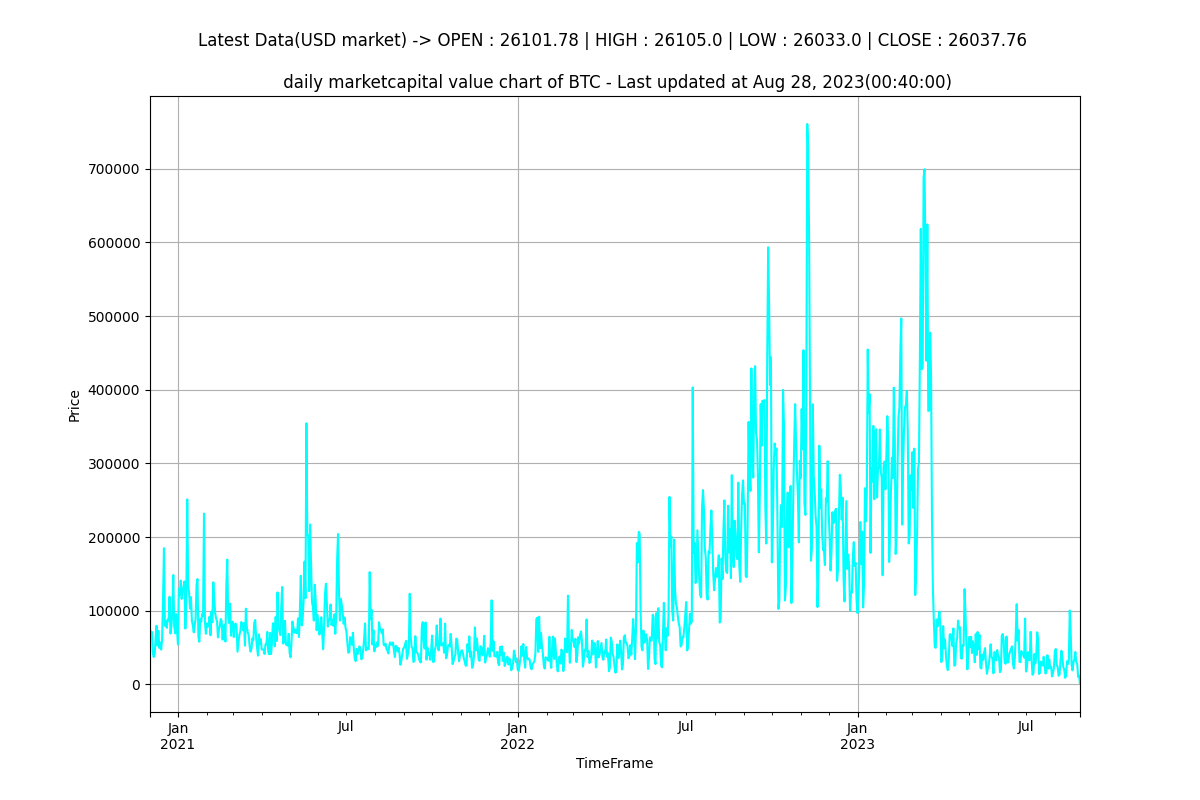 Latest Data(USD market) -> OPEN : 26101.78 | HIGH : 26105.0 | LOW : 26033.0 | CLOSE : 26037.76
daily marketcapital value chart of BTC - Last updated at Aug 28, 2023(00:40:00)
700000
600000
500000
400000
300000
200000
100000
0
Price
Jan
2021
Jul
Jan
2022
Jul
Jan
2023
Jul
TimeFrame